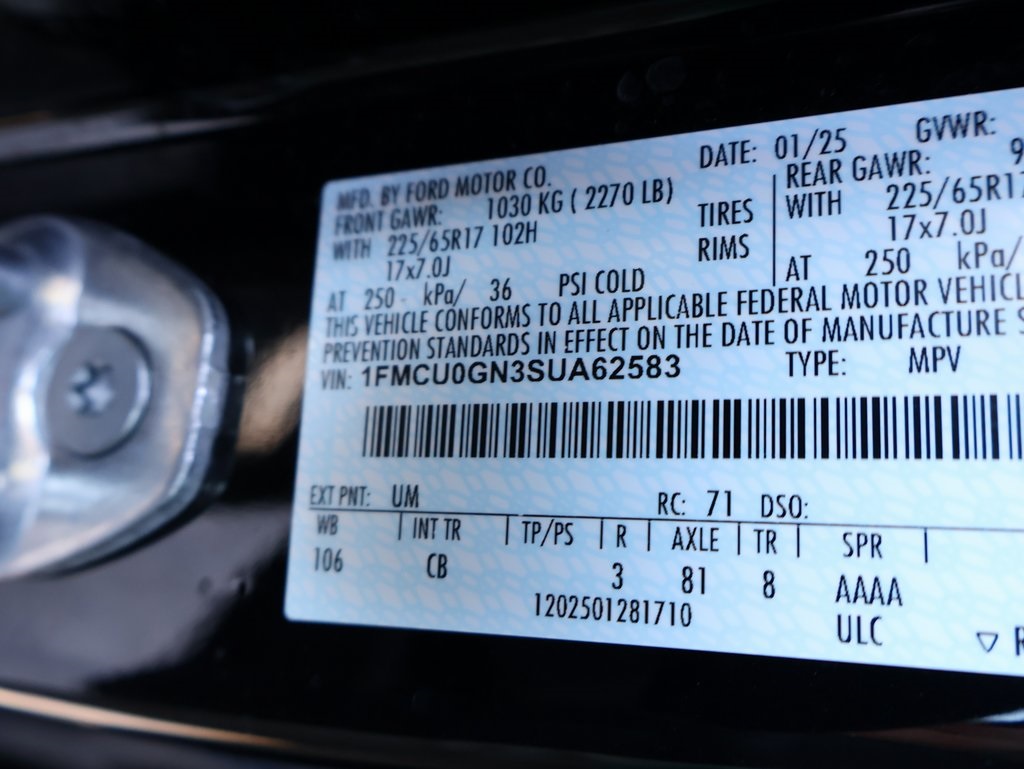 MFD. BY FORD MOTOR CO.
DATE: 01/25
GVWR:
FRONT GAWR: 1030 KG ( 2270 LB)
REAR GAWR: 9
WITH 225/65R17 102H
TIRES
WITH 225/65R17
17x7.0J
RIMS
17x7.0J
AT 250 kPa/ 36 PSI COLD
AT 250 kPa/
THIS VEHICLE CONFORMS TO ALL APPLICABLE FEDERAL MOTOR VEHICL
PREVENTION STANDARDS IN EFFECT ON THE DATE OF MANUFACTURE S
VIN: 1FMCU0GN3SUA62583
TYPE: MPV
EXT PNT: UM
RC: 71 DSO:
WB | INT TR | TP/PS | R | AXLE | TR | SPR |
106 CB 3 81 8 AAAA
1202501281710 ULC
▽ R